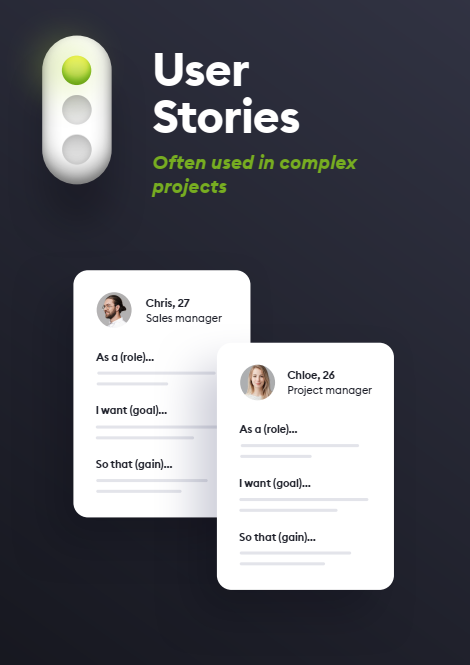 User
Stories
Often used in complex
projects
Chris, 27
Sales manager
As a (role)...
I want (goal)...
So that (gain)...
Chloe, 26
Project manager
As a (role)...
I want (goal)...
So that (gain)...